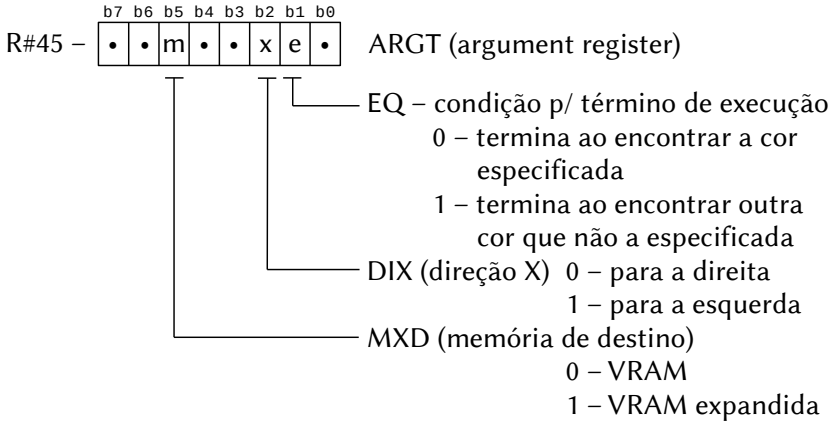 b7 b6 b5 b4 b3 b2 b1 b0
R#45 – • • m • • x e • ARGT (argument register)
EQ – condição p/ término de execução
0 – termina ao encontrar a cor
especificada
1 – termina ao encontrar outra
cor que não a especificada
DIX (direção X) 0 – para a direita
1 – para a esquerda
MXD (memória de destino)
0 – VRAM
1 – VRAM expandida